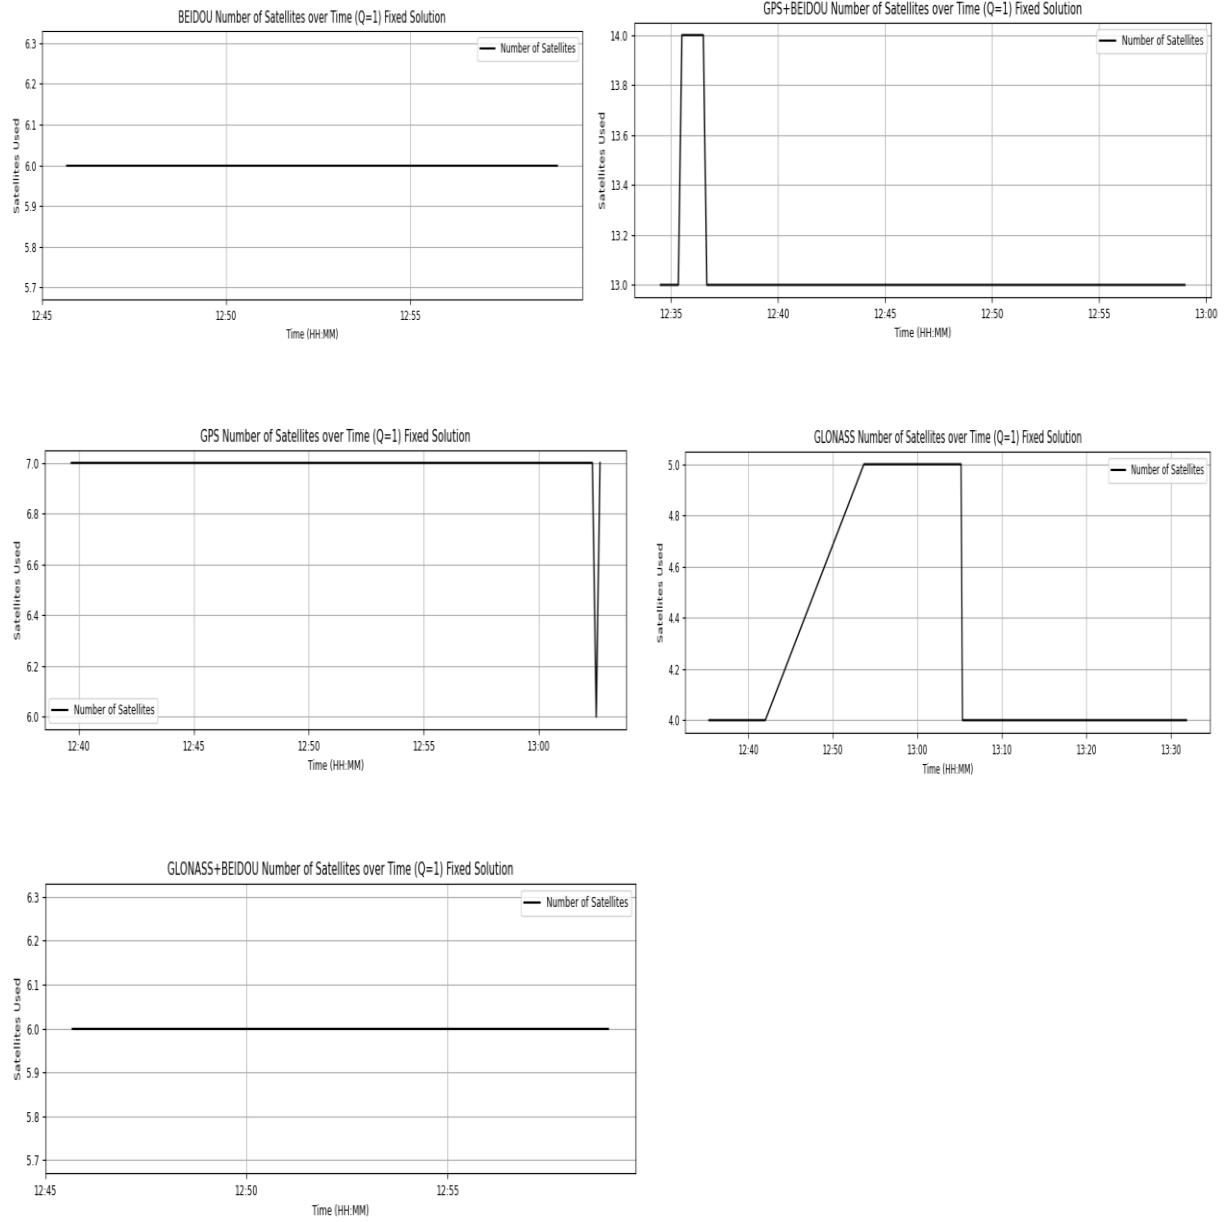 BEIDOU Number of Satellites over Time (Q=1) Fixed Solution
Number of Satellites
Satellites Used
6.3
6.2
6.1
6.0
5.9
5.8
5.7
12:45 12:50 12:55
Time (HH:MM)
GPS+BEIDOU Number of Satellites over Time (Q=1) Fixed Solution
Number of Satellites
Satellites Used
14.0
13.8
13.6
13.4
13.2
13.0
12:35 12:40 12:45 12:50 12:55 13:00
Time (HH:MM)
GPS Number of Satellites over Time (Q=1) Fixed Solution
Satellites Used
7.0
6.8
6.6
6.4
6.2
6.0
Number of Satellites
12:40 12:45 12:50 12:55 13:00
Time (HH:MM)
GLONASS Number of Satellites over Time (Q=1) Fixed Solution
Number of Satellites
Satellites Used
5.0
4.8
4.6
4.4
4.2
4.0
12:40 12:50 13:00 13:10 13:20 13:30
Time (HH:MM)
GLONASS+BEIDOU Number of Satellites over Time (Q=1) Fixed Solution
Number of Satellites
Satellites Used
6.3
6.2
6.1
6.0
5.9
5.8
5.7
12:45 12:50 12:55
Time (HH:MM)